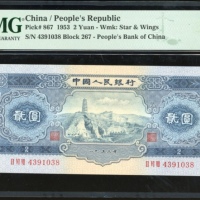 MG China / People's Republic
Pick# 867 1953 2 Yuan - Wmk: Star & Wings
S/N 4391038 Block 267 - People's Bank of China
中國人民銀行
貳圓
貳圓
4391038
4391038